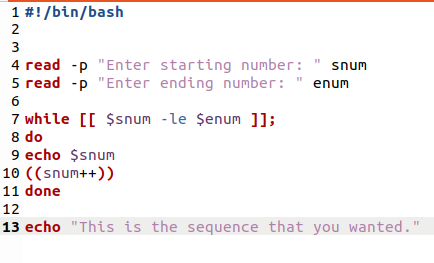 1 #!/bin/bash
2
3
4 read -p "Enter starting number: " snum
5 read -p "Enter ending number: " enum
6
7 while [[ $snum -le $enum ]];
8 do
9 echo $snum
10 ((snum++))
11 done
12
13 echo "This is the sequence that you wanted."